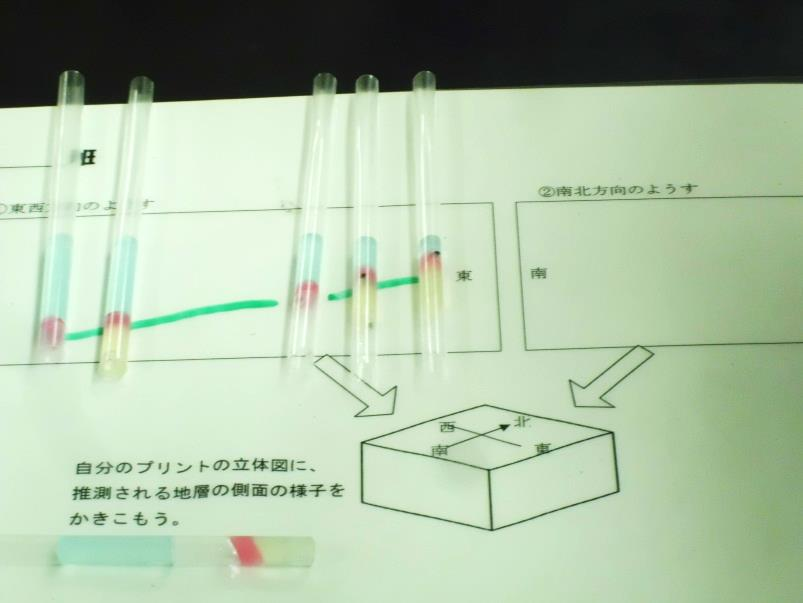 班
①東西方向のようす
②南北方向のようす
東
南
西
北
南
東
自分のプリントの立体図に、
推測される地層の側面の様子を
かきこもう。